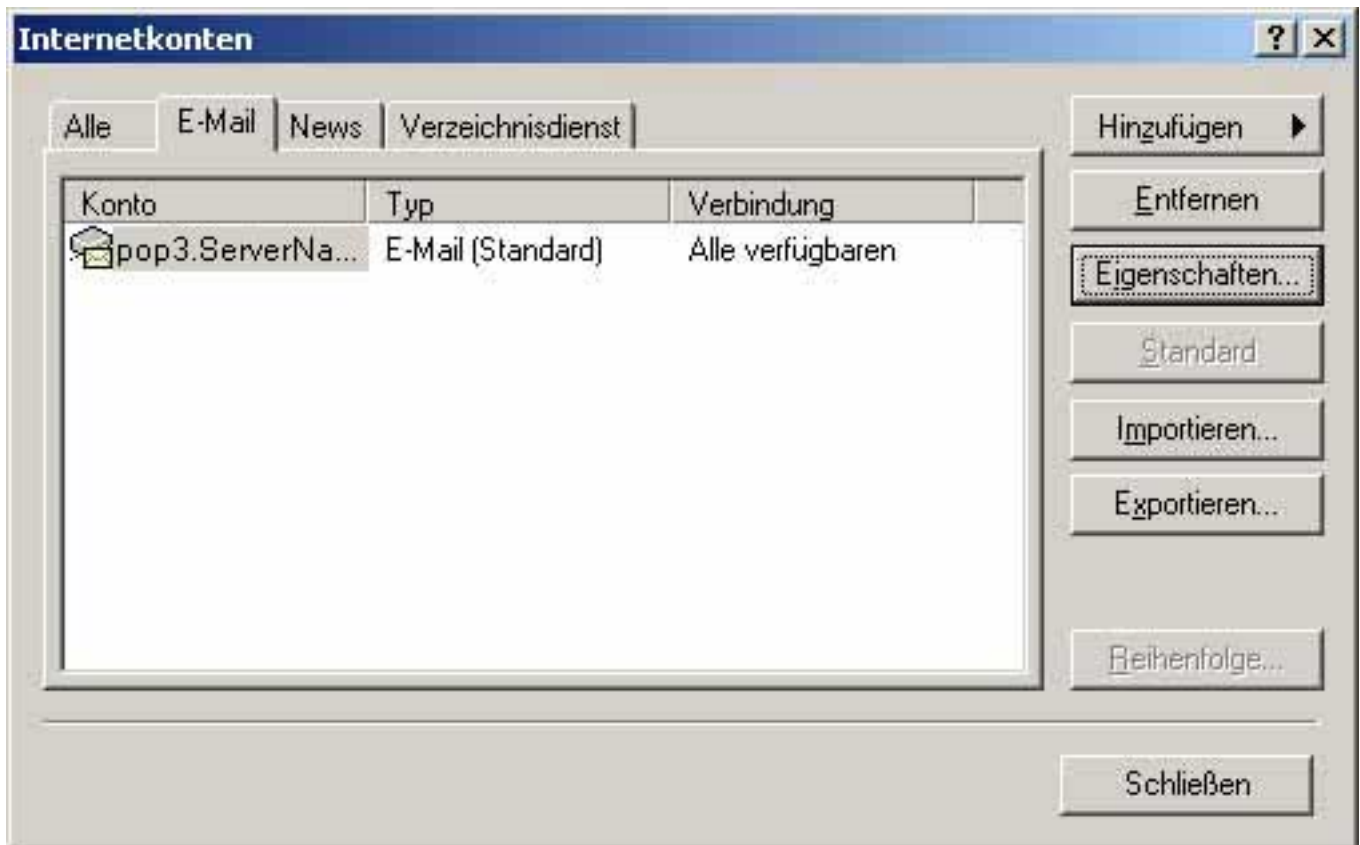 Internetkonten
Alle E-Mail News Verzeichnisdienst
Konto Typ Verbindung
pop3.ServerNa... E-Mail (Standard) Alle verfügbaren
Hinzufügen
Entfernen
Eigenschaften...
Standard
Importieren...
Exportieren...
Reihenfolge...
Schließen